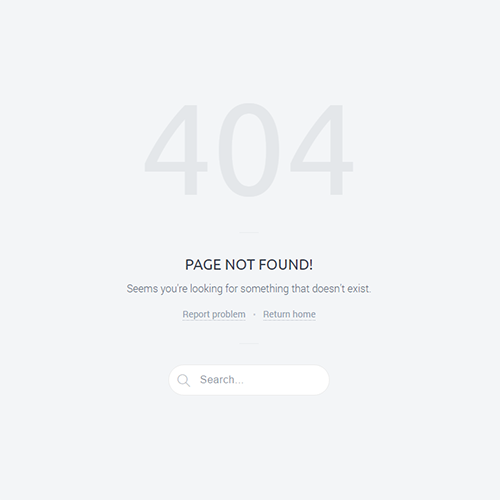 404
PAGE NOT FOUND!
Seems you're looking for something that doesn't exist.
Report problem • Return home
Search...